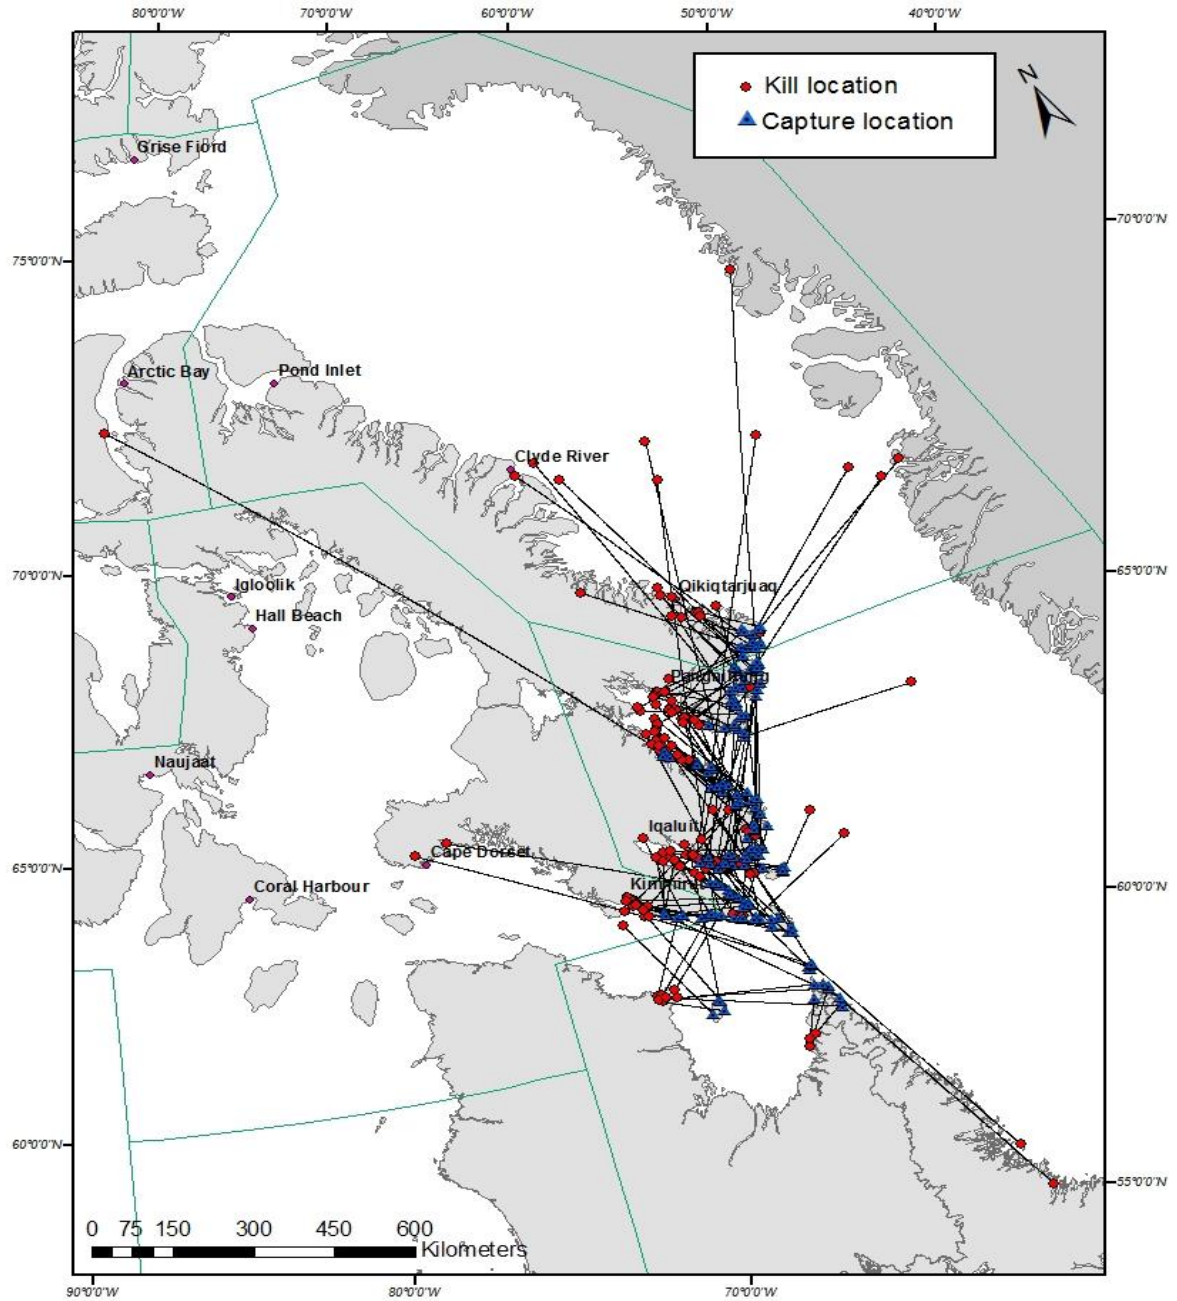 80°0'0"W 70°0'0"W 60°0'0"W 50°0'0"W 40°0'0"W
Kill location
Capture location
N
Grise Fiord
70°0'0"N
75°0'0"N
Arctic Bay
Pond Inlet
Clyde River
70°0'0"N
65°0'0"N
Igloolik
Qikiqtarjuaq
Hall Beach
Pangnirtung
Naujaat
Iqaluit
Cape Dorset
65°0'0"N
60°0'0"N
Coral Harbour
Kimmirut
60°0'0"N
55°0'0"N
0 75 150 300 450 600
Kilometers
90°0'0"W 80°0'0"W 70°0'0"W